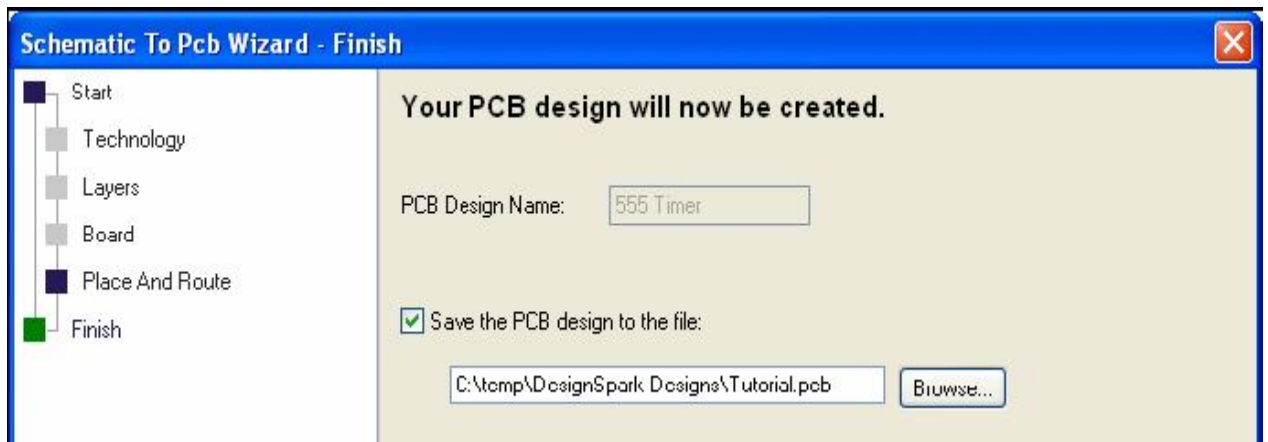 Schematic To Pcb Wizard - Finish
Start
Technology
Layers
Board
Place And Route
Finish
Your PCB design will now be created.
PCB Design Name: 555 Timer
Save the PCB design to the file:
C:\temp\DesignSpark Designs\Tutorial.pcb Browse...